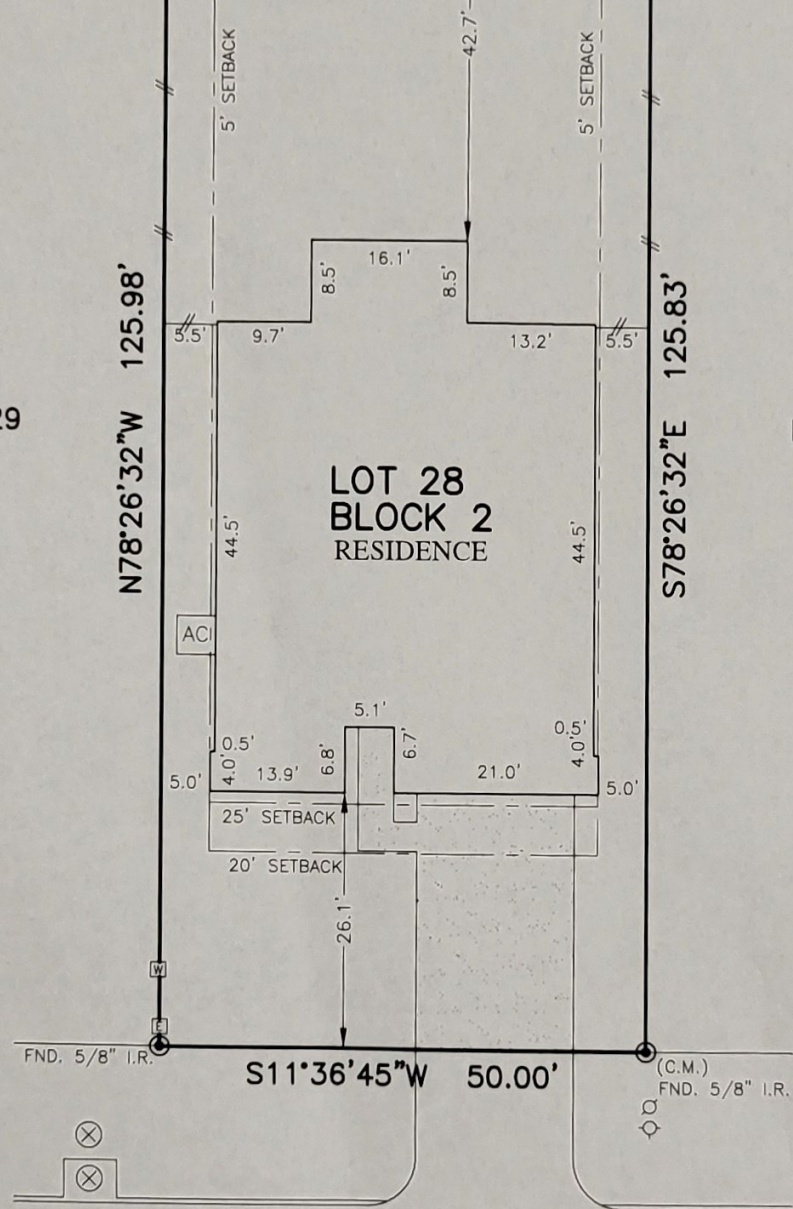 5' SETBACK
42.7'
5' SETBACK
16.1'
8.5'
8.5'
5.5'
9.7'
13.2'
5.5'
N78°26'32"W 125.98'
S78°26'32"E 125.83'
29
LOT 28
BLOCK 2
RESIDENCE
44.5'
44.5'
AC
5.1'
0.5'
4.0'
6.8'
6.7'
0.5'
4.0'
5.0'
13.9'
21.0'
5.0'
25' SETBACK
20' SETBACK
26.1'
W
E
FND. 5/8" I.R.
S11°36'45"W 50.00'
(C.M.)
FND. 5/8" I.R.